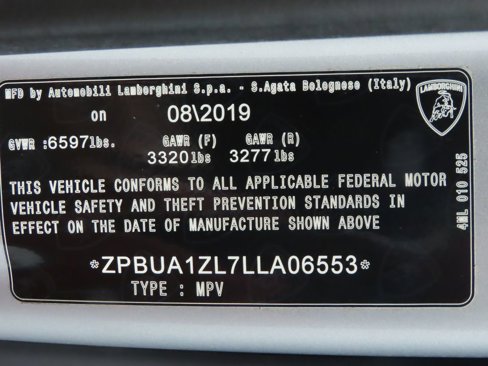 MFD by Automobili Lamborghini S.p.a. - S.Agata Bolognese (Italy)
on 08\2019
GVWR :6597lbs. GAWR (F) GAWR (R)
3320lbs 3277lbs
THIS VEHICLE CONFORMS TO ALL APPLICABLE FEDERAL MOTOR
VEHICLE SAFETY AND THEFT PREVENTION STANDARDS IN
EFFECT ON THE DATE OF MANUFACTURE SHOWN ABOVE
*ZPBUA1ZL7LLA06553*
TYPE : MPV
LAMBORGHINI
4ML 010 525